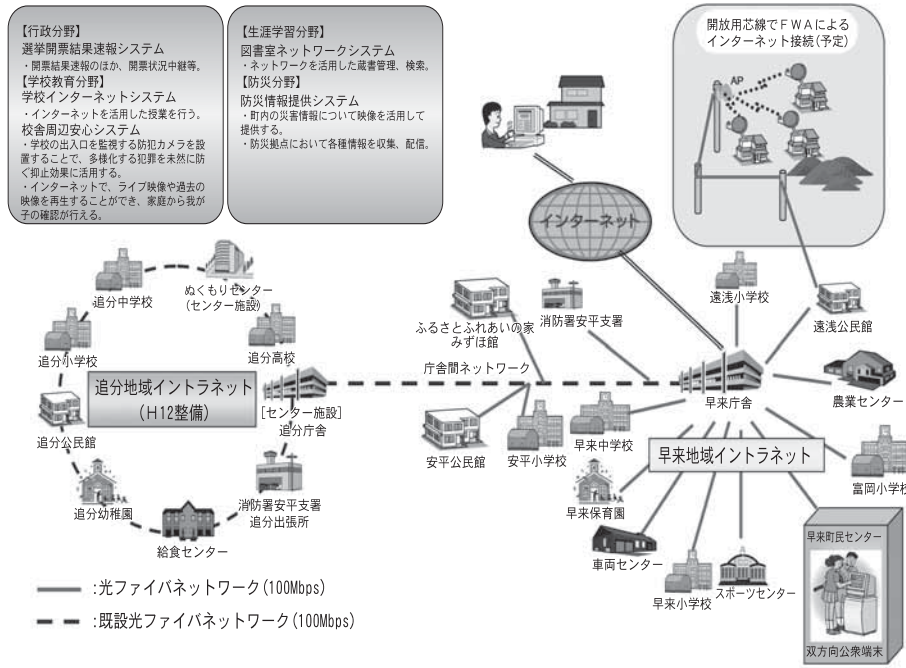 【行政分野】
選挙開票結果速報システム
・開票結果速報のほか、開票状況中継等。
【学校教育分野】
学校インターネットシステム
・インターネットを活用した授業を行う。
校舎周辺安心システム
・学校の出入口を監視する防犯カメラを設
置することで、多様化する犯罪を未然に防
ぐ抑止効果に活用する。
・インターネットで、ライブ映像や過去の
映像を再生することができ、家庭から我が
子の確認が行える。
【生涯学習分野】
図書室ネットワークシステム
・ネットワークを活用した蔵書管理、検索。
【防災分野】
防災情報提供システム
・町内の災害情報について映像を活用して
提供する。
・防災拠点において各種情報を収集、配信。
開放用芯線でＦＷＡによる
インターネット接続(予定)
AP
インターネット
追分中学校
ぬくもりセンター
(センター施設)
追分小学校
追分高校
追分地域イントラネット
(H12整備)
[センター施設]
追分庁舎
追分公民館
追分幼稚園
消防署安平支署
追分出張所
給食センター
ふるさとふれあいの家
みずほ館
消防署安平支署
庁舎間ネットワーク
遠浅小学校
遠浅公民館
早来庁舎
農業センター
安平公民館
安平小学校
早来中学校
早来地域イントラネット
富岡小学校
早来保育園
車両センター
早来小学校
スポーツセンター
早来町民センター
双方向公衆端末
:光ファイバネットワーク(100Mbps)
:既設光ファイバネットワーク(100Mbps)